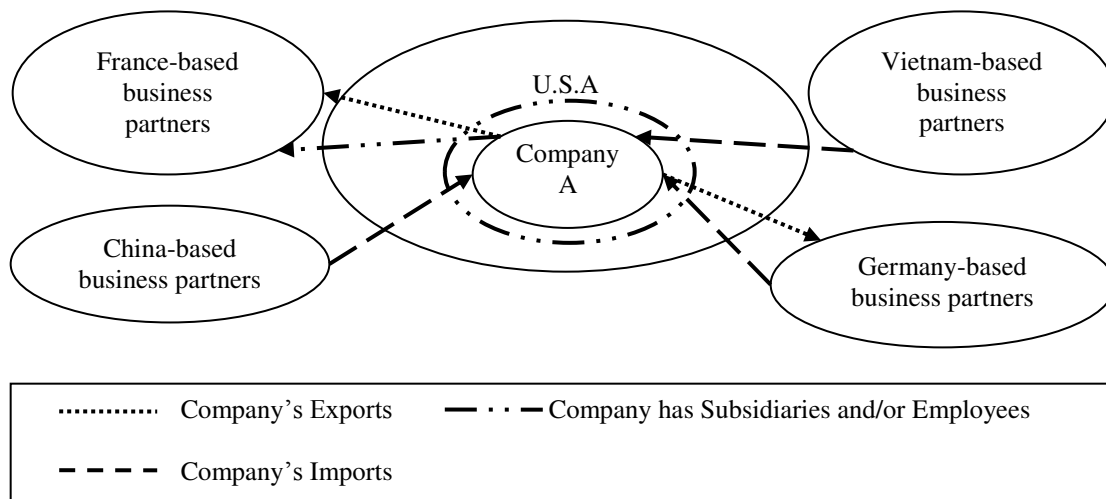 France-based
business
partners
U.S.A
Vietnam-based
business
partners
Company
A
China-based
business partners
Germany-based
business partners
Company's Exports
Company has Subsidiaries and/or Employees
Company's Imports